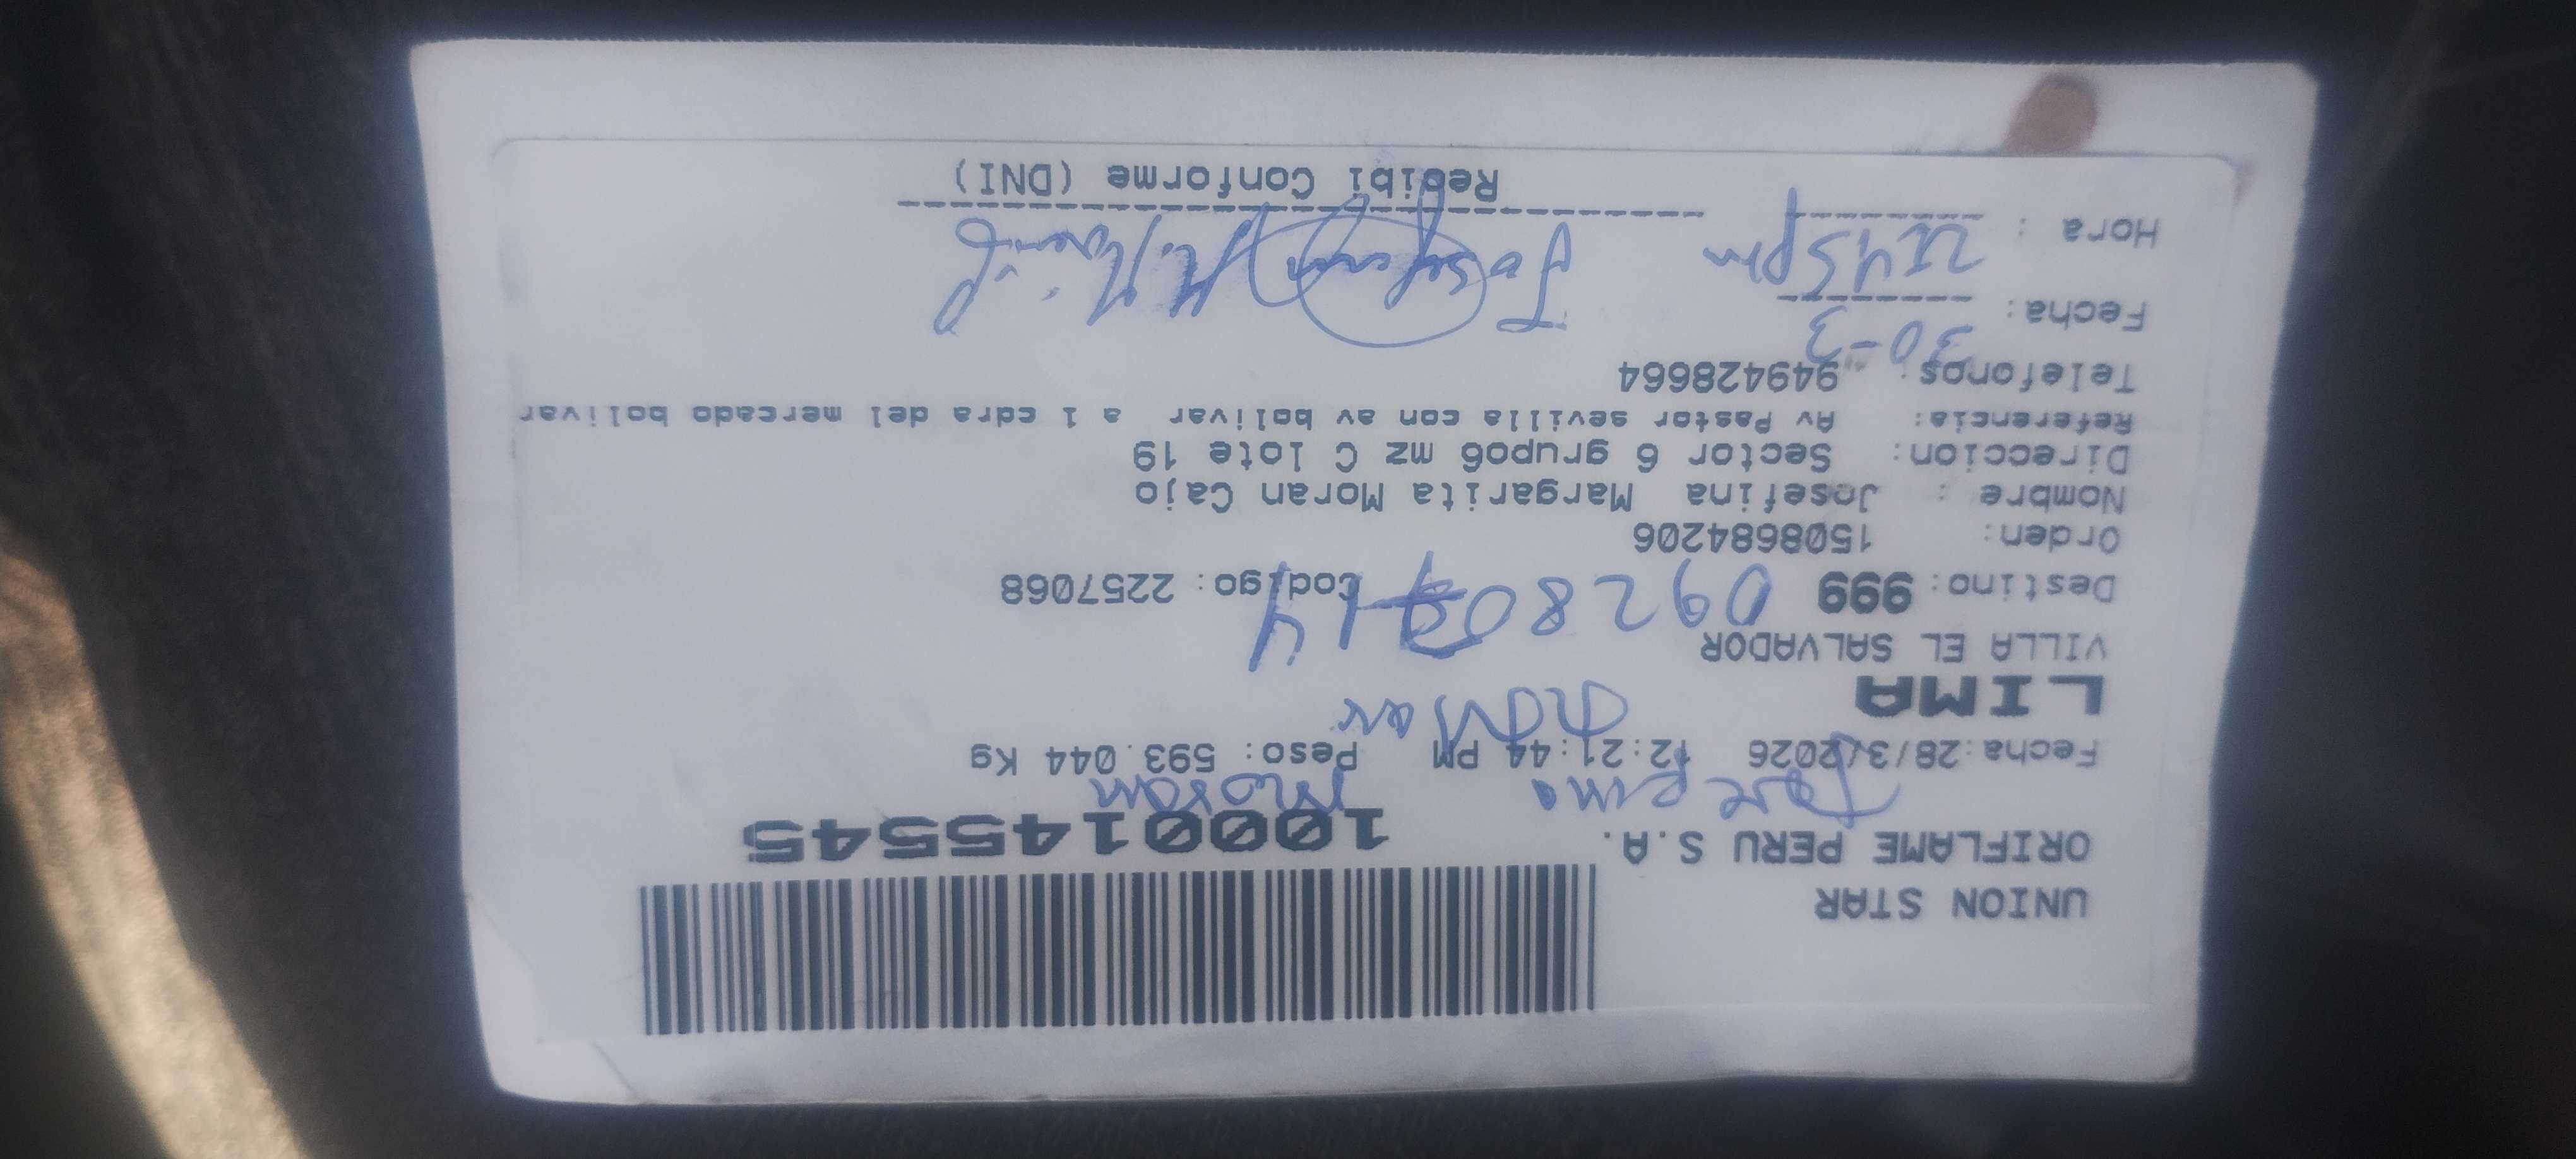 UNION STAR
ORIFLAME PERU S.A.
1000145545
Josefina Moran
Fecha:28/3/2026 12:21:44 PM Peso: 593.044 Kg
LIMA
VILLA EL SALVADOR
Destino: 999 Codigo: 2257068
Orden: 1508684206
Nombre : Josefina Margarita Moran Cajo
Direccion: Sector 6 grupo6 mz C lote 19
Referencia: Av Pastor sevilla con av bolivar a 1 cdra del mercado bolivar
Telefonos: 949428664
Fecha: 30-3
Hora : 2:45pm
Recibi Conforme (DNI)